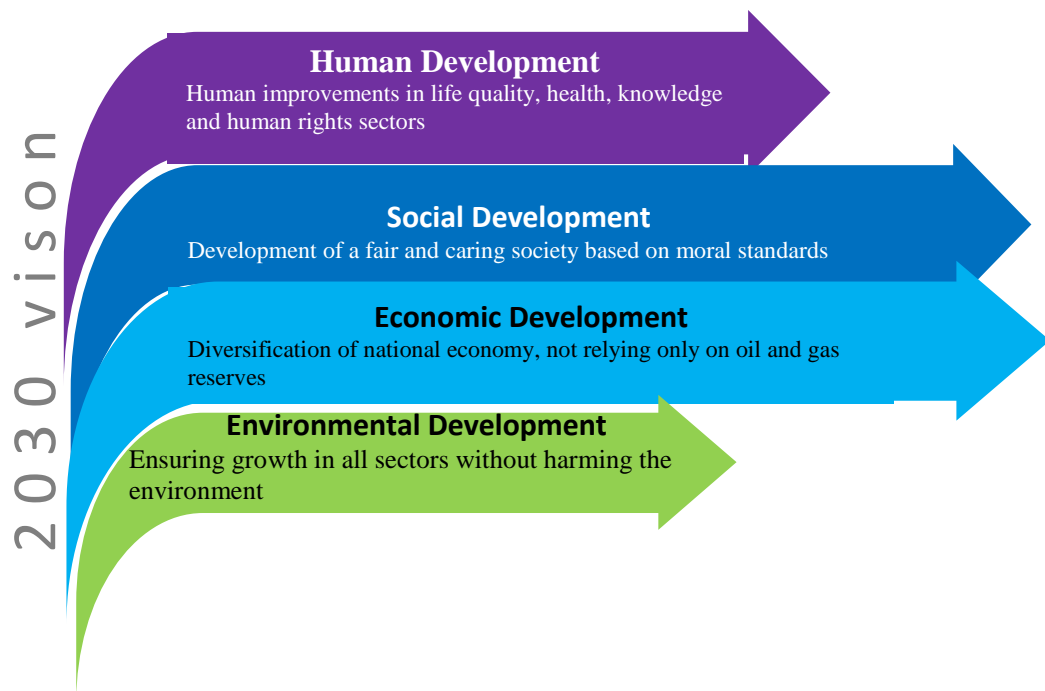 2030 vison
Human Development
Human improvements in life quality, health, knowledge
and human rights sectors
Social Development
Development of a fair and caring society based on moral standards
Economic Development
Diversification of national economy, not relying only on oil and gas
reserves
Environmental Development
Ensuring growth in all sectors without harming the
environment